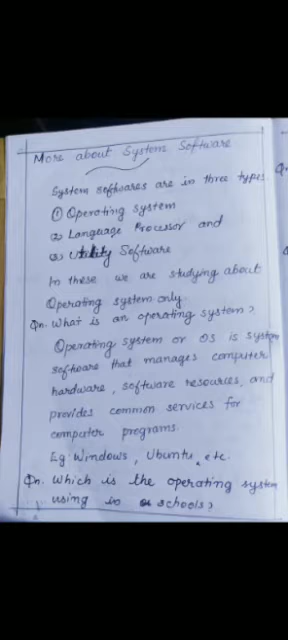 More about System Software
System softwares are in three types
① Operating system
② Language Processor and
③ Utility Software
In these we are studying about
Operating system only.
Qn. What is an operating system?
Operating system or OS is system
software that manages computer
hardware, software resources, and
provides common services for
computer programs.
Eg Windows, Ubuntu, etc.
Qn. Which is the operating system
using in schools?